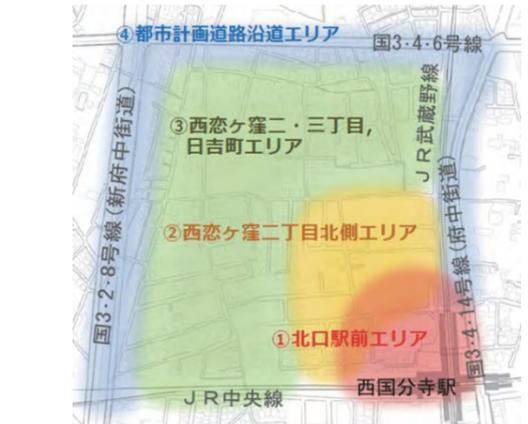 ④都市計画道路沿道エリア
国3・4・6号線
③西恋ヶ窪二・三丁目,
日吉町エリア
JR武蔵野線
国3・2・8号線(新府中街道)
②西恋ヶ窪二丁目北側エリア
国3・4・14号線(府中街道)
①北口駅前エリア
西国分寺駅
JR中央線